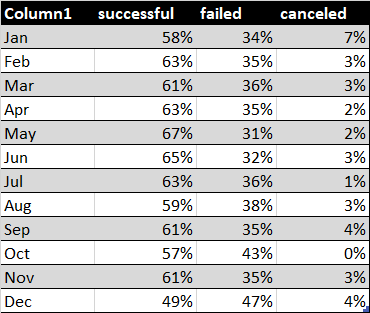 Column1 successful failed canceled
Jan 58% 34% 7%
Feb 63% 35% 3%
Mar 61% 36% 3%
Apr 63% 35% 2%
May 67% 31% 2%
Jun 65% 32% 3%
Jul 63% 36% 1%
Aug 59% 38% 3%
Sep 61% 35% 4%
Oct 57% 43% 0%
Nov 61% 35% 3%
Dec 49% 47% 4%